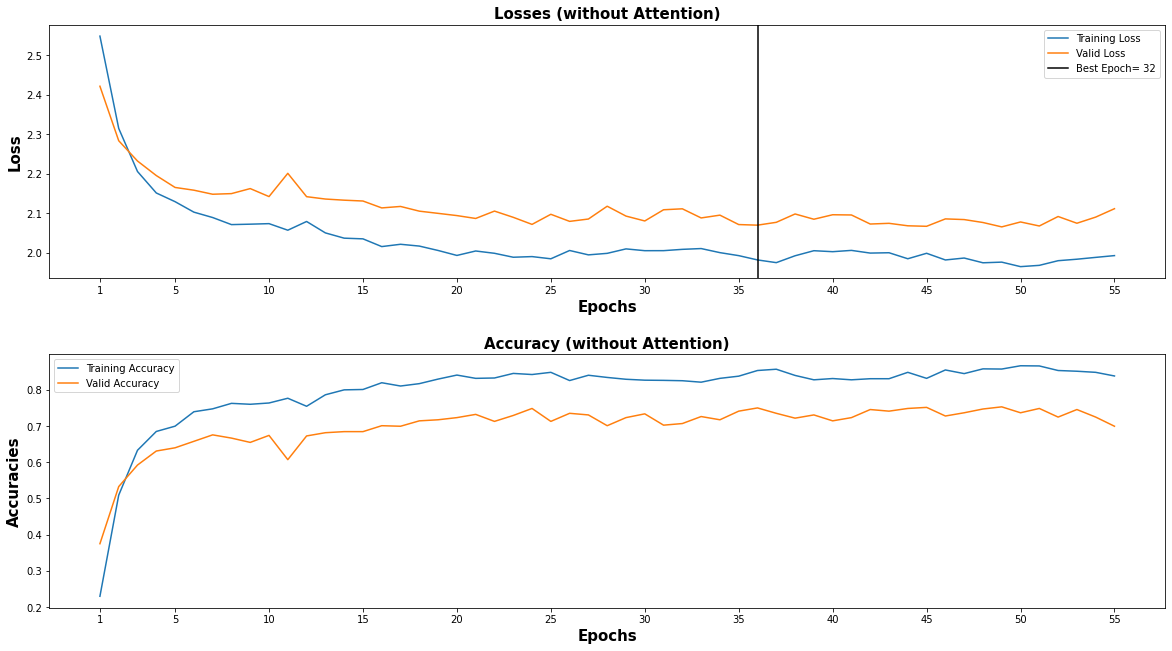 Losses (without Attention)
Loss
2.5
2.4
2.3
2.2
2.1
2.0
Training Loss
Valid Loss
Best Epoch= 32
1 5 10 15 20 25 30 35 40 45 50 55
Epochs
Accuracy (without Attention)
Accuracies
0.8
0.7
0.6
0.5
0.4
0.3
0.2
Training Accuracy
Valid Accuracy
1 5 10 15 20 25 30 35 40 45 50 55
Epochs